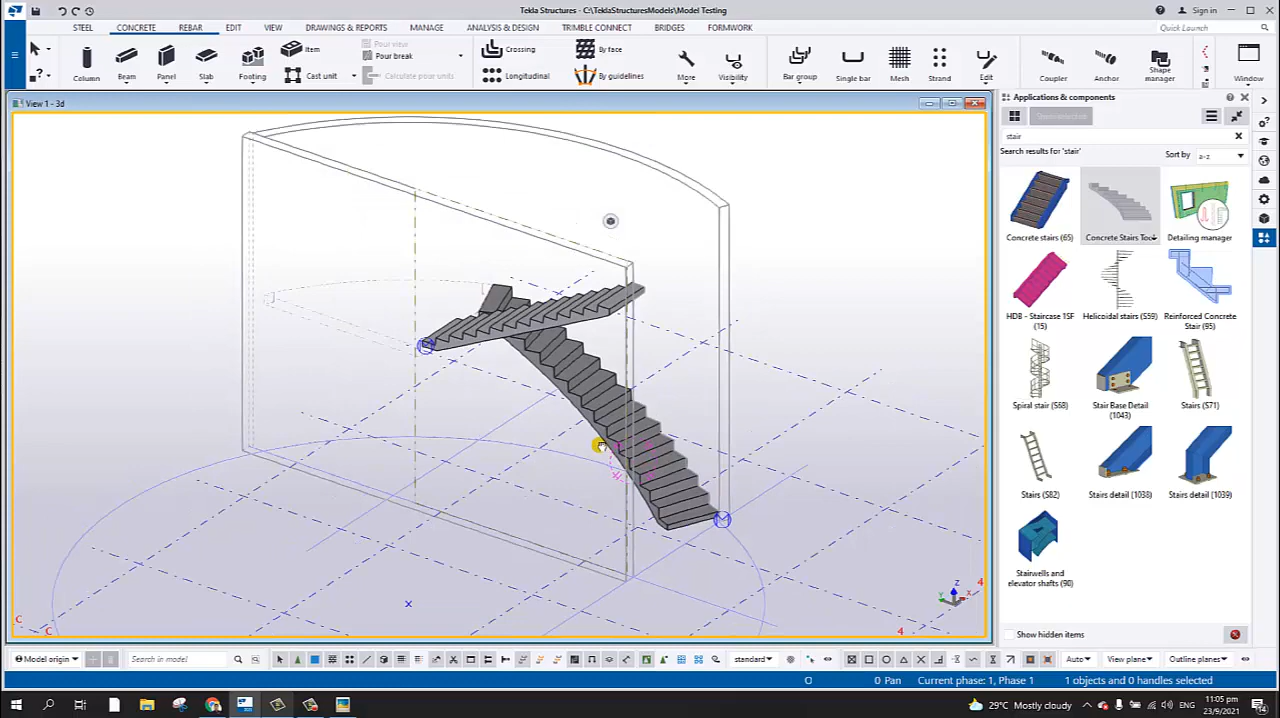 Tekla Structures - C:\TeklaStructuresModels\Model Testing
Sign in
STEEL CONCRETE REBAR EDIT VIEW DRAWINGS & REPORTS MANAGE ANALYSIS & DESIGN TRIMBLE CONNECT BRIDGES FORMWORK
Quick Launch
Item
Pour view
Pour break
Crossing
By face
Cast unit
Calculate pour units
Longitudinal
By guidelines
Column Beam Panel Slab Footing More Visibility Bar group Single bar Mesh Strand Edit Coupler Anchor Shape manager Window
View 1 - 3d
Applications & components
stair
Search results for 'stair'
Sort by a-z
Concrete stairs (65)
Concrete Stairs Tool
Detailing manager
HDB - Staircase 1SF (15)
Helicoidal stairs (S59)
Reinforced Concrete Stair (95)
Spiral stair (S68)
Stair Base Detail (1043)
Stairs (S71)
Stairs (S82)
Stairs detail (1038)
Stairs detail (1039)
Stairwells and elevator shafts (90)
Show hidden items
z
x
4
C
C
4
Model origin
Search in model
standard
Auto
View plane
Outline planes
O
0 Pan
Current phase: 1, Phase 1
1 objects and 0 handles selected
29°C Mostly cloudy
ENG
11:05 pm
23/9/2021